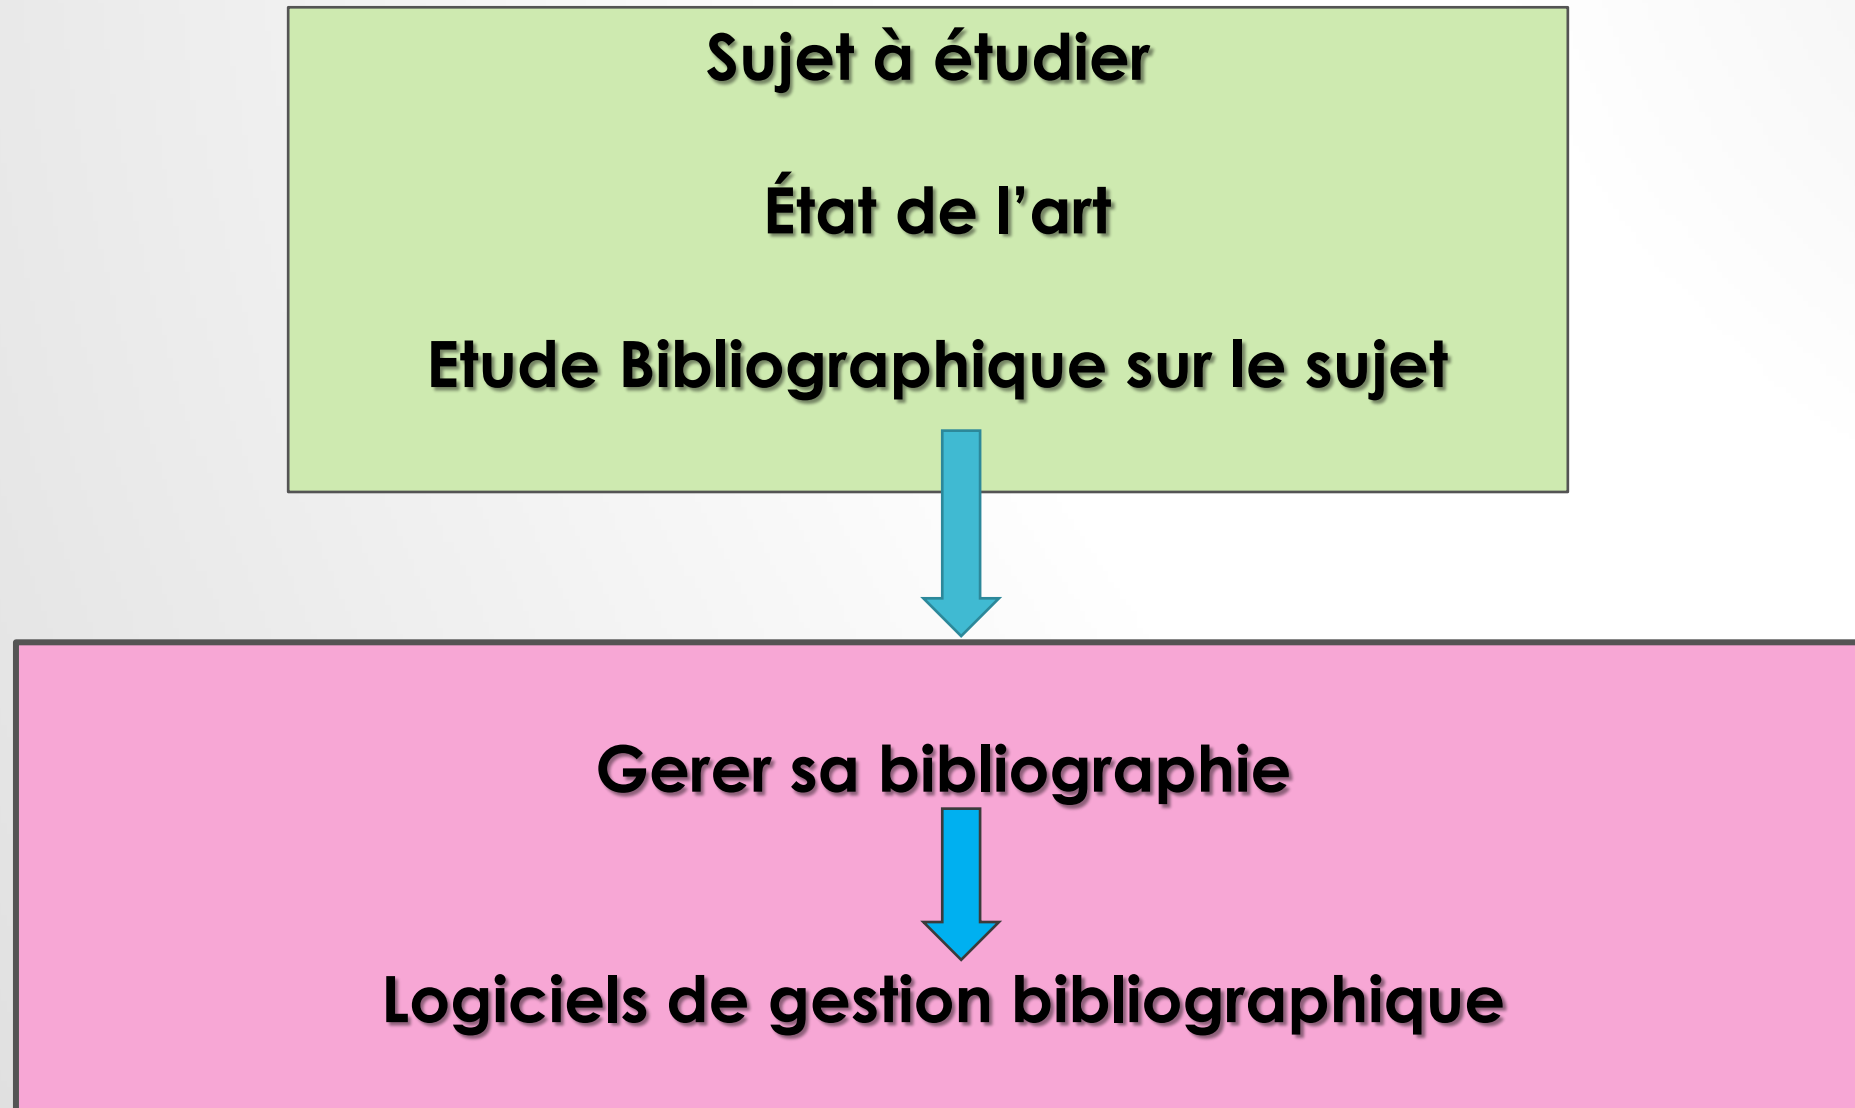 Sujet à étudier
État de l’art
Etude Bibliographique sur le sujet
Gerer sa bibliographie
Logiciels de gestion bibliographique